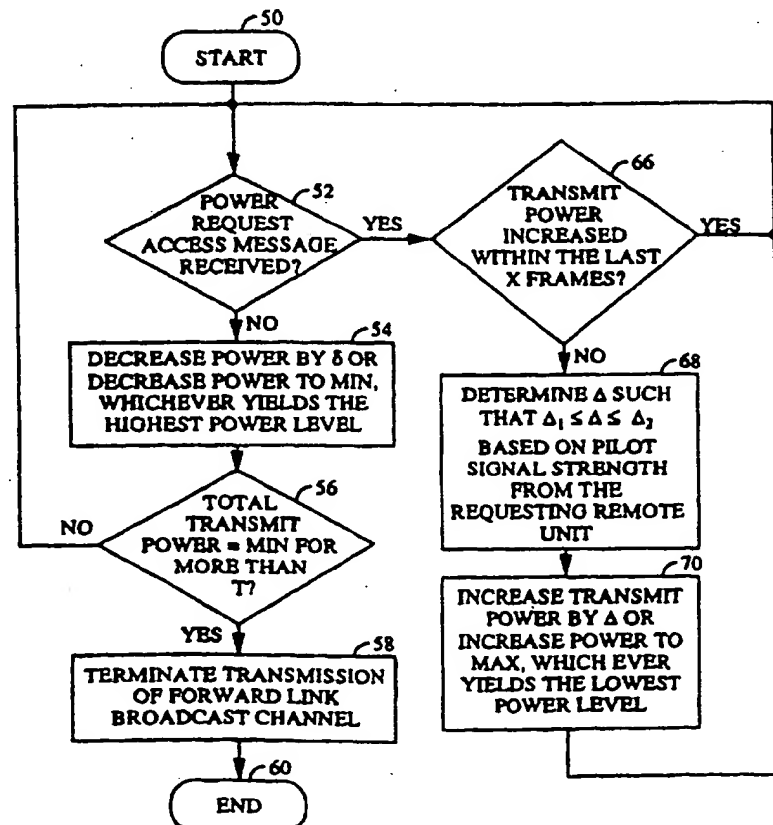 50
START
POWER
REQUEST
ACCESS MESSAGE
RECEIVED?
52
YES
NO
TRANSMIT
POWER
INCREASED
WITHIN THE LAST
X FRAMES?
66
YES
NO
54
DECREASE POWER BY δ OR
DECREASE POWER TO MIN,
WHICHEVER YIELDS THE
HIGHEST POWER LEVEL
68
DETERMINE Δ SUCH
THAT Δ₁ ≤ Δ ≤ Δ₂
BASED ON PILOT
SIGNAL STRENGTH
FROM THE
REQUESTING REMOTE
UNIT
56
TOTAL
TRANSMIT
POWER = MIN FOR
MORE THAN
T?
NO
YES
70
INCREASE TRANSMIT
POWER BY Δ OR
INCREASE POWER TO
MAX, WHICH EVER
YIELDS THE LOWEST
POWER LEVEL
58
TERMINATE TRANSMISSION
OF FORWARD LINK
BROADCAST CHANNEL
60
END